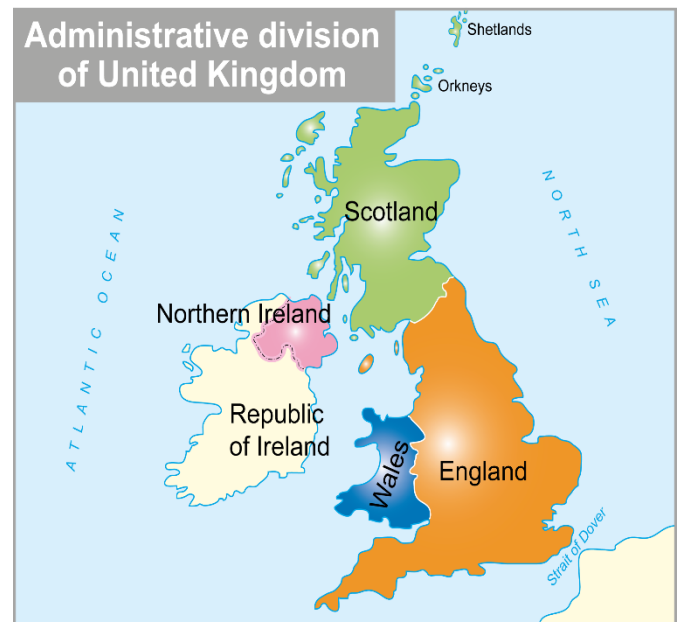 Administrative division
of United Kingdom
Shetlands
Orkneys
Scotland
NORTH SEA
ATLANTIC OCEAN
Northern Ireland
Republic
of Ireland
Wales
England
Strait of Dover